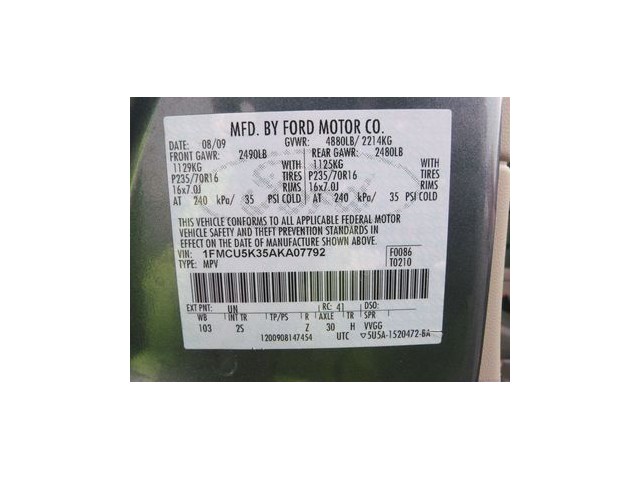 MFD. BY FORD MOTOR CO.
DATE: 08/09 GVWR: 4880LB/ 2214KG
FRONT GAWR: 2490LB REAR GAWR: 2480LB
1129KG WITH 1125KG WITH
P235/70R16 TIRES P235/70R16 TIRES
16x7.0J RIMS 16x7.0J RIMS
AT 240 kPa/ 35 PSI COLD AT 240 kPa/ 35 PSI COLD
THIS VEHICLE CONFORMS TO ALL APPLICABLE FEDERAL MOTOR
VEHICLE SAFETY AND THEFT PREVENTION STANDARDS IN
EFFECT ON THE DATE OF MANUFACTURE SHOWN ABOVE.
VIN: 1FMCU5K35AKA07792 F0086
TYPE: MPV T0210
EXT PNT: UN RC: 41 DSO:
WB INT TR TP/PS R AXLE TR SPR
103 2S Z 30 H VVGG
1200908147454 UTC ▽5U5A-1520472-BA